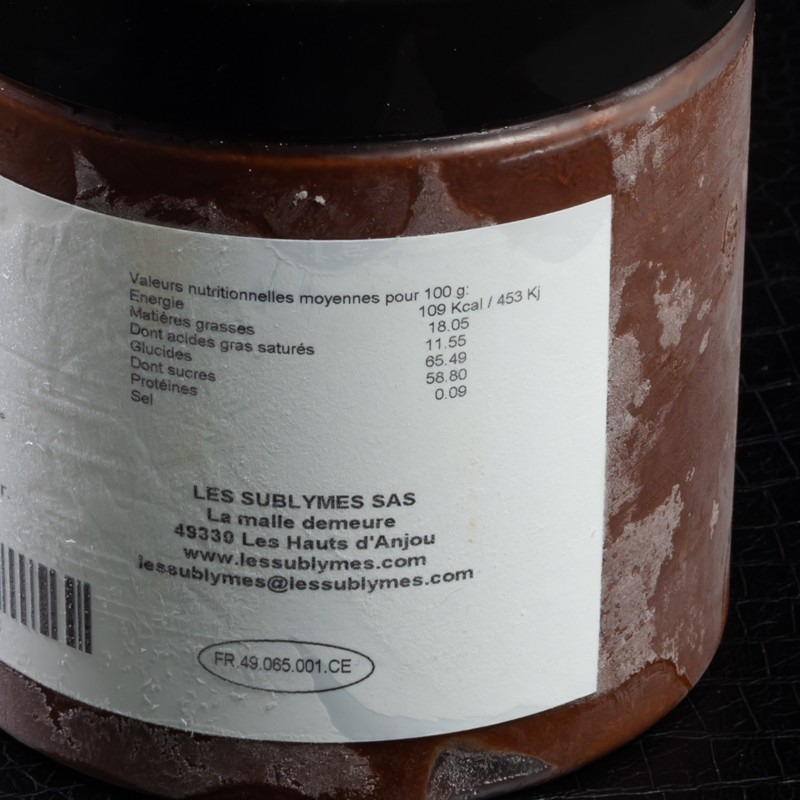 Valeurs nutritionnelles moyennes pour 100 g:
Energie 109 Kcal / 453 Kj
Matières grasses 18.05
Dont acides gras saturés 11.55
Glucides 65.49
Dont sucres 58.80
Protéines 0.09
Sel
LES SUBLYMES SAS
La malle demeure
49330 Les Hauts d'Anjou
www.lessublymes.com
lessublymes@lessublymes.com
FR.49.065.001.CE